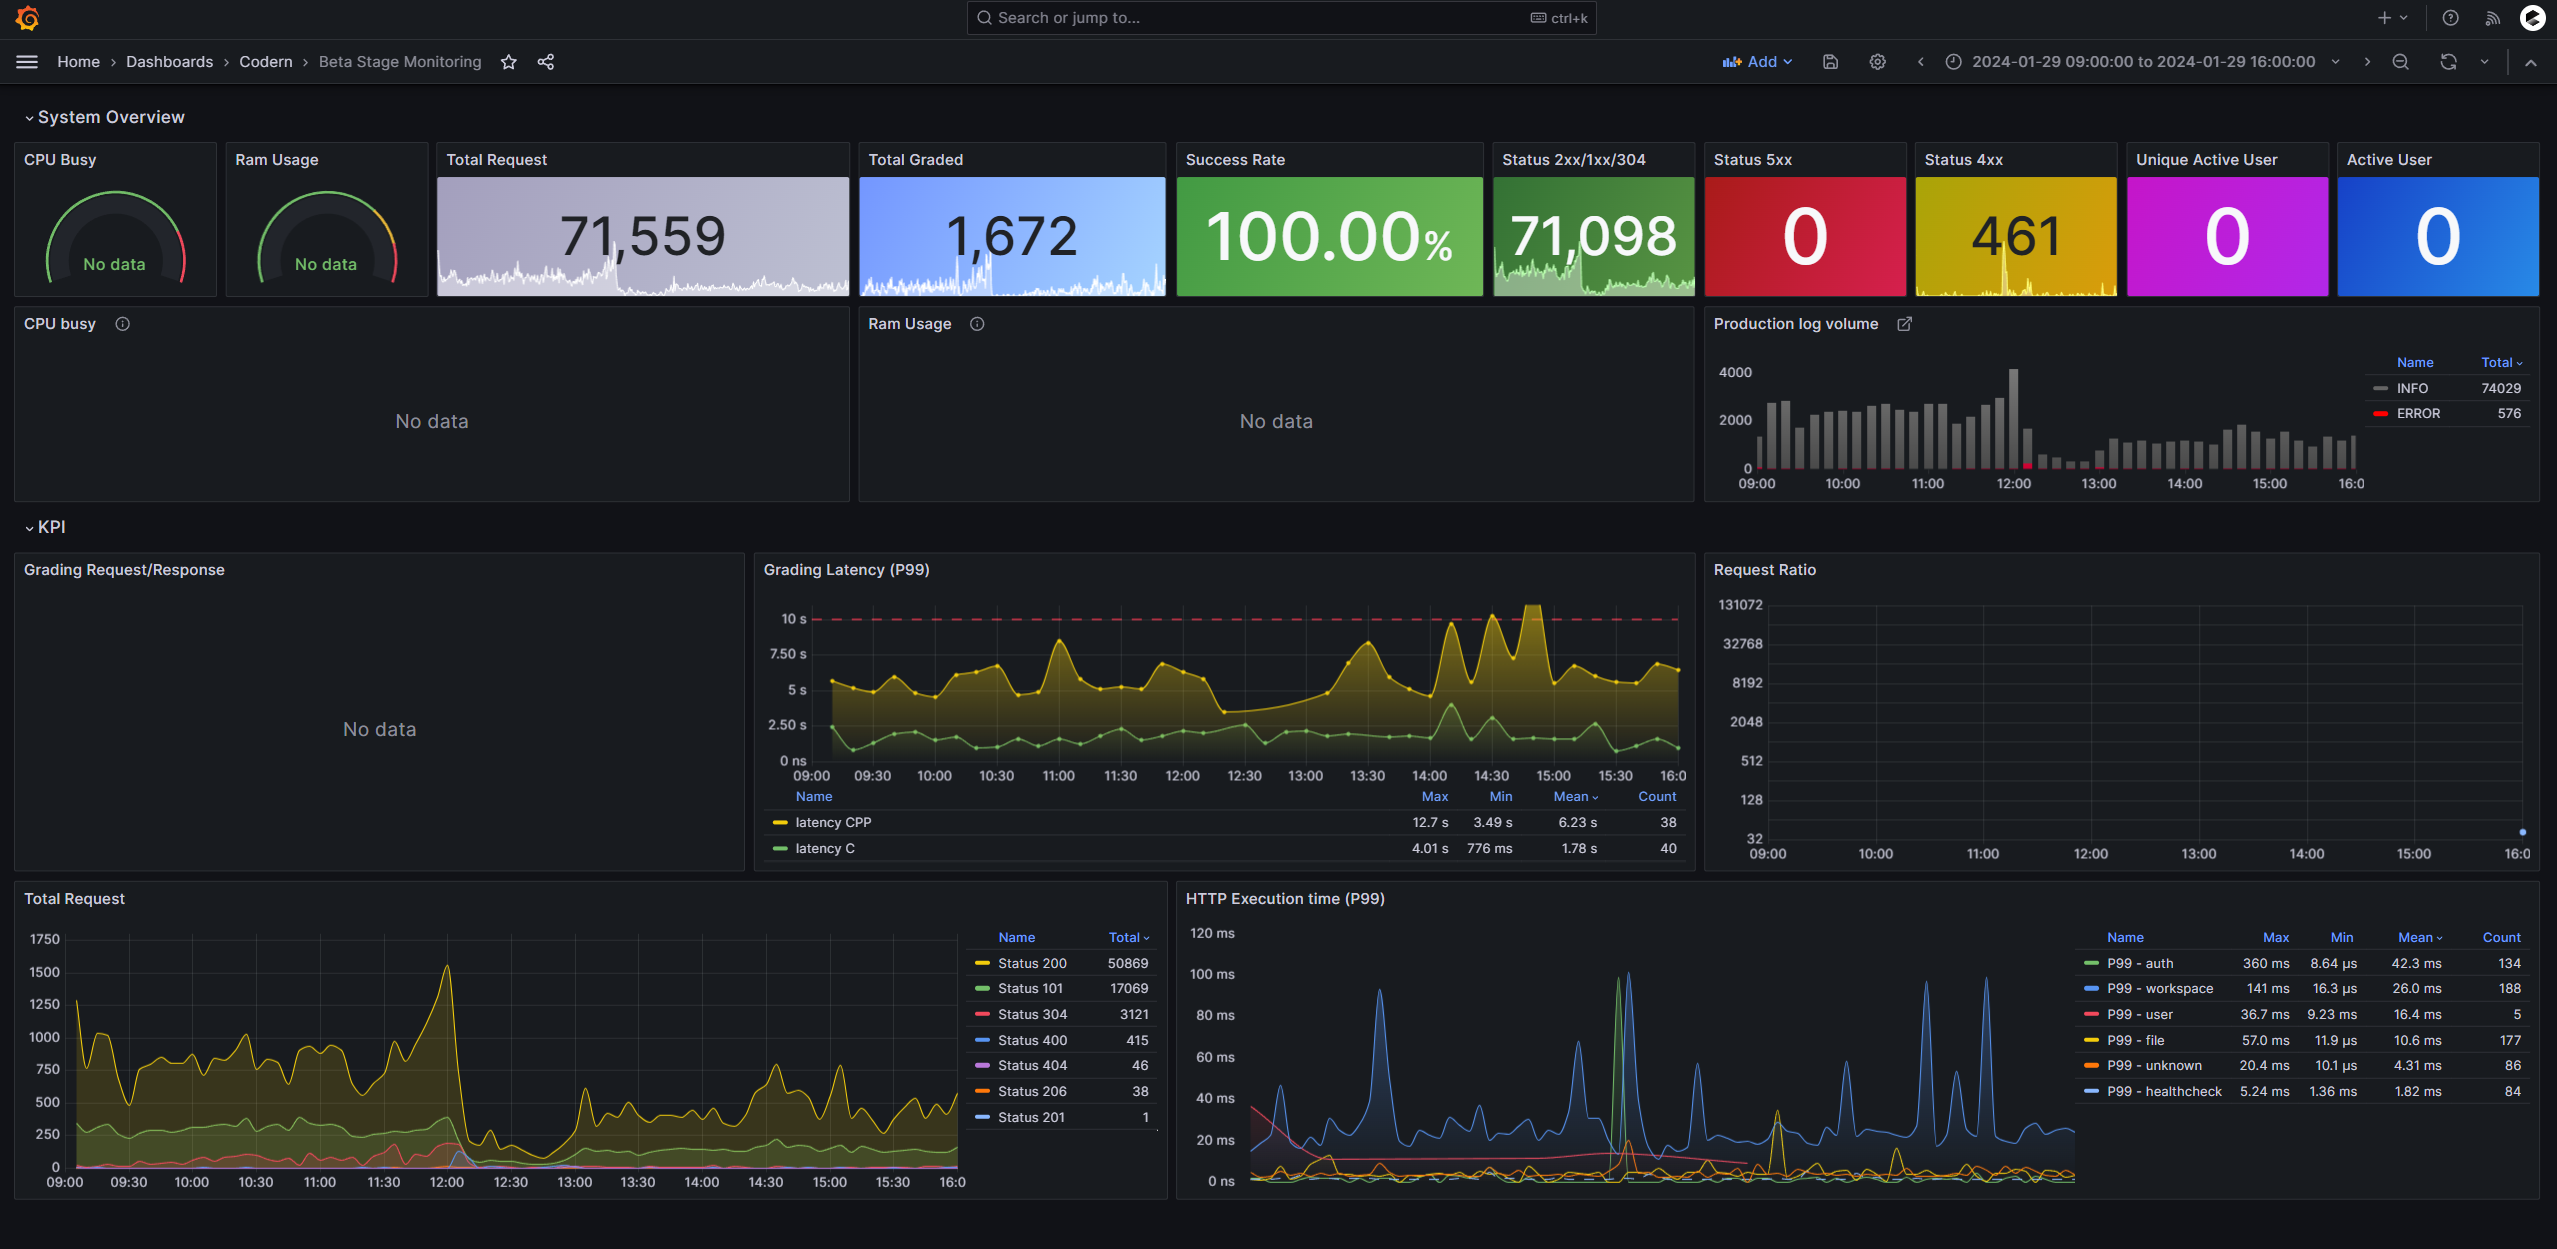 Search or jump to...
ctrl+k
Home › Dashboards › Codern › Beta Stage Monitoring
Add
2024-01-29 09:00:00 to 2024-01-29 16:00:00
System Overview
CPU Busy
No data
Ram Usage
No data
Total Request
71,559
Total Graded
1,672
Success Rate
100.00%
Status 2xx/1xx/304
71,098
Status 5xx
0
Status 4xx
461
Unique Active User
0
Active User
0
CPU busy
No data
Ram Usage
No data
Production log volume
4000
2000
0
09:00 10:00 11:00 12:00 13:00 14:00 15:00 16:0
Name Total
INFO 74029
ERROR 576
KPI
Grading Request/Response
No data
Grading Latency (P99)
10 s
7.50 s
5 s
2.50 s
0 ns
09:00 09:30 10:00 10:30 11:00 11:30 12:00 12:30 13:00 13:30 14:00 14:30 15:00 15:30 16:0
Name Max Min Mean Count
latency CPP 12.7 s 3.49 s 6.23 s 38
latency C 4.01 s 776 ms 1.78 s 40
Request Ratio
131072
32768
8192
2048
512
128
32
09:00 10:00 11:00 12:00 13:00 14:00 15:00 16:0
Total Request
1750
1500
1250
1000
750
500
250
0
09:00 09:30 10:00 10:30 11:00 11:30 12:00 12:30 13:00 13:30 14:00 14:30 15:00 15:30 16:0
Name Total
Status 200 50869
Status 101 17069
Status 304 3121
Status 400 415
Status 404 46
Status 206 38
Status 201 1
HTTP Execution time (P99)
120 ms
100 ms
80 ms
60 ms
40 ms
20 ms
0 ns
Name Max Min Mean Count
P99 - auth 360 ms 8.64 µs 42.3 ms 134
P99 - workspace 141 ms 16.3 µs 26.0 ms 188
P99 - user 36.7 ms 9.23 ms 16.4 ms 5
P99 - file 57.0 ms 11.9 µs 10.6 ms 177
P99 - unknown 20.4 ms 10.1 µs 4.31 ms 86
P99 - healthcheck 5.24 ms 1.36 ms 1.82 ms 84